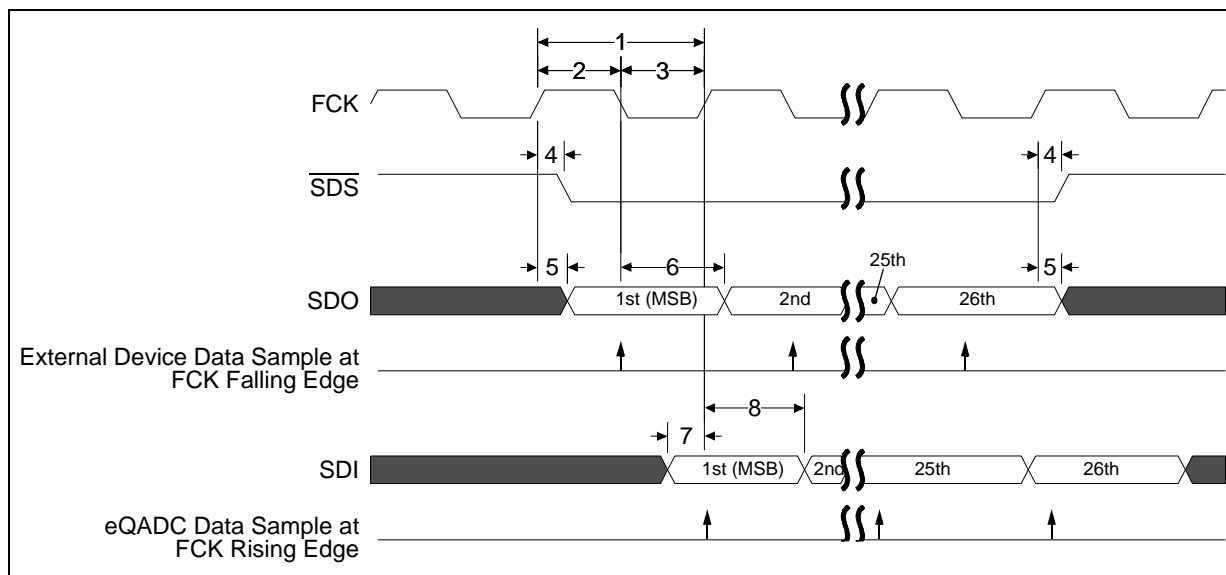 1
2
3
FCK
4
4
SDS
25th
5
6
5
SDO
1st (MSB)
2nd
26th
External Device Data Sample at
FCK Falling Edge
8
7
SDI
1st (MSB)
2nd
25th
26th
eQADC Data Sample at
FCK Rising Edge